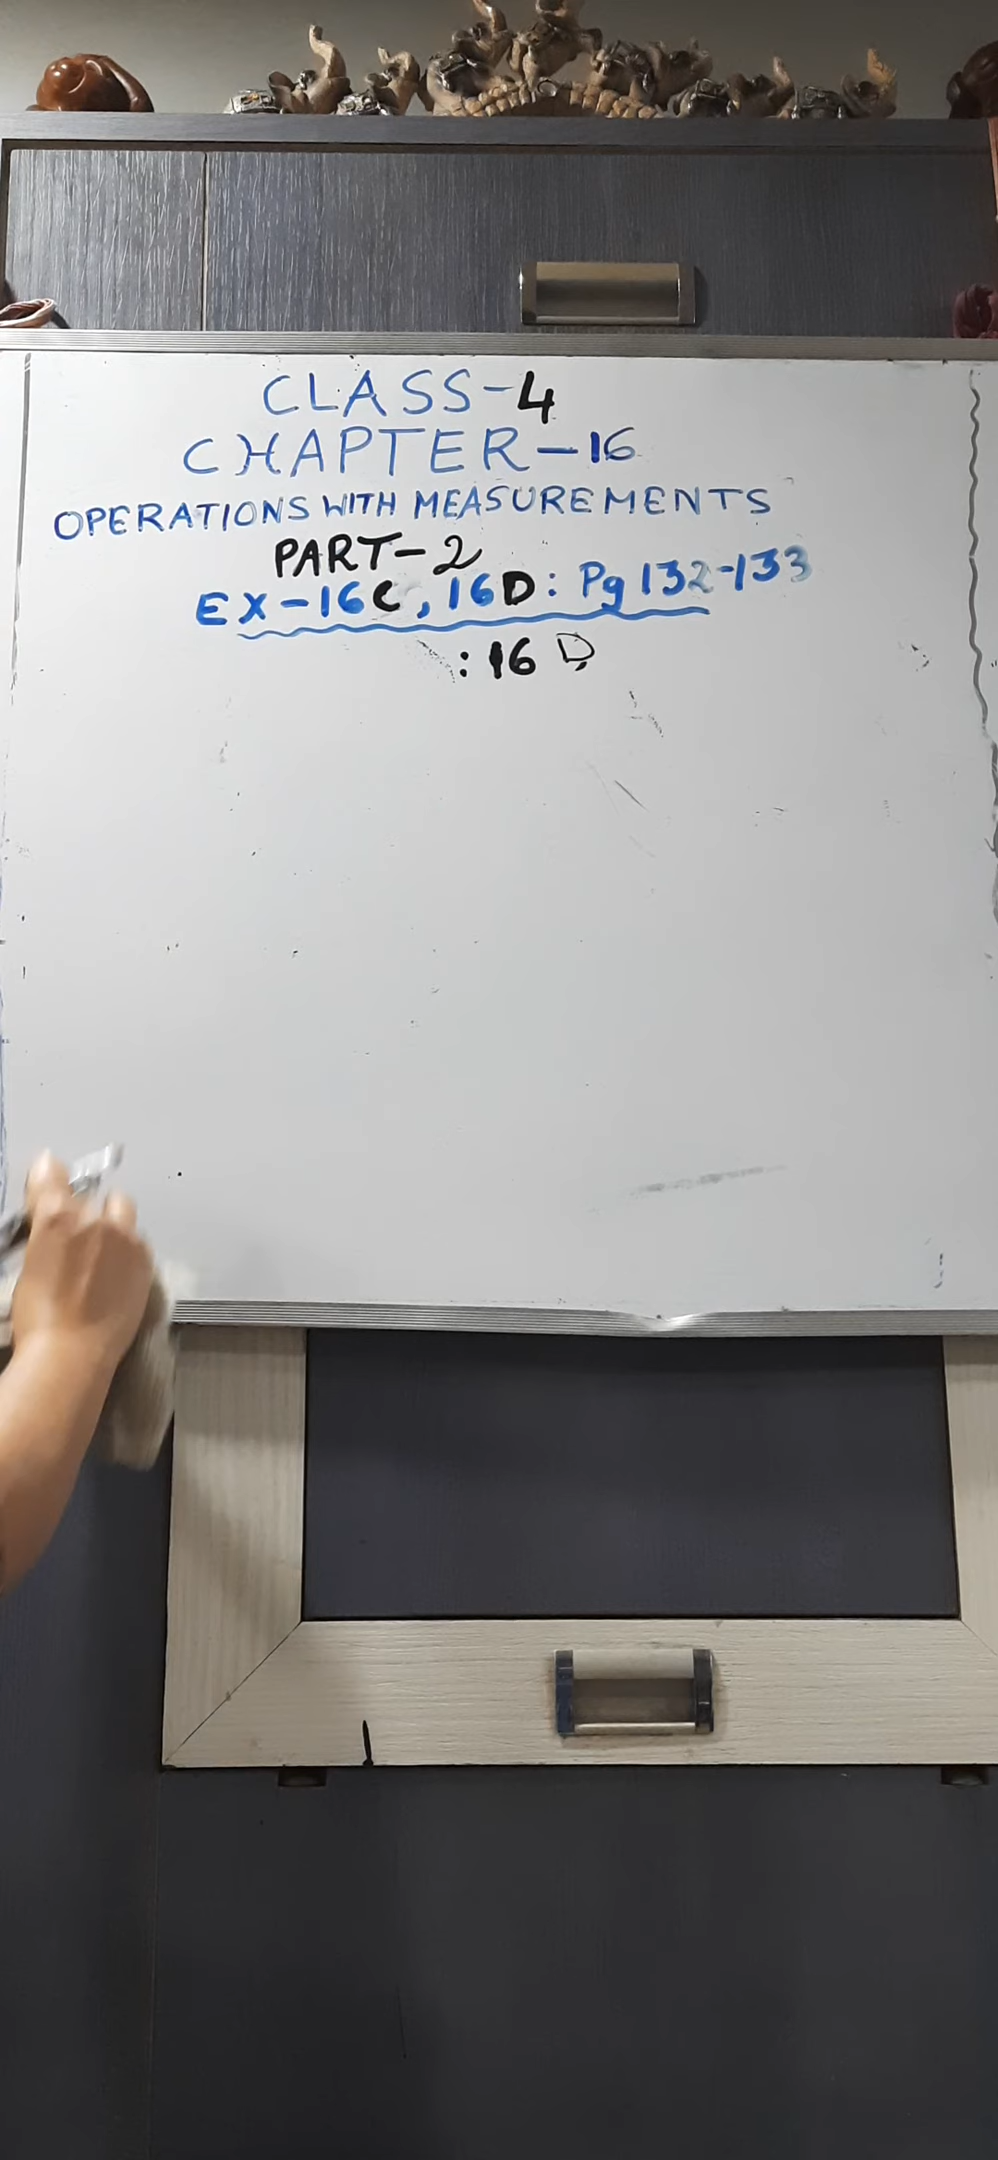 CLASS-4
CHAPTER-16
OPERATIONS WITH MEASUREMENTS
PART-2
EX-16C, 16D: Pg 132-133
: 16 D